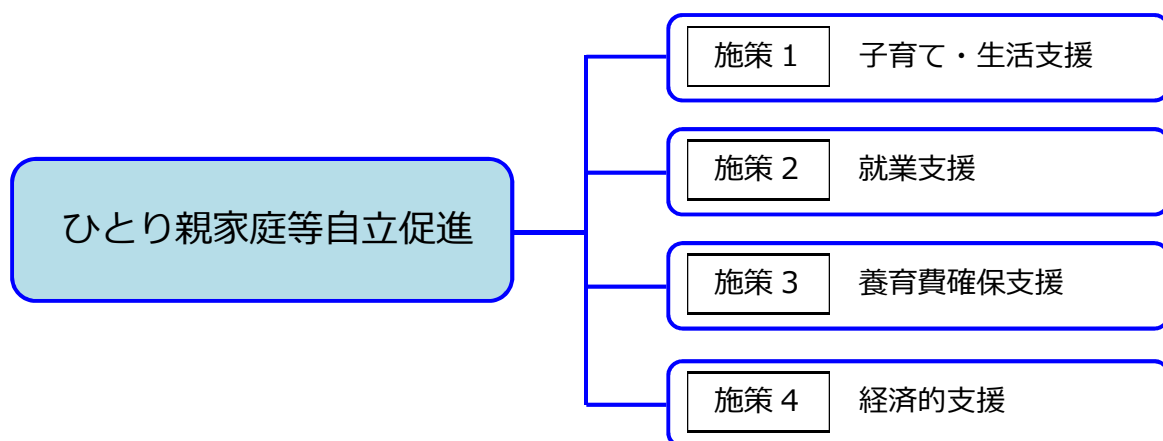 ひとり親家庭等自立促進
施策1 子育て・生活支援
施策2 就業支援
施策3 養育費確保支援
施策4 経済的支援